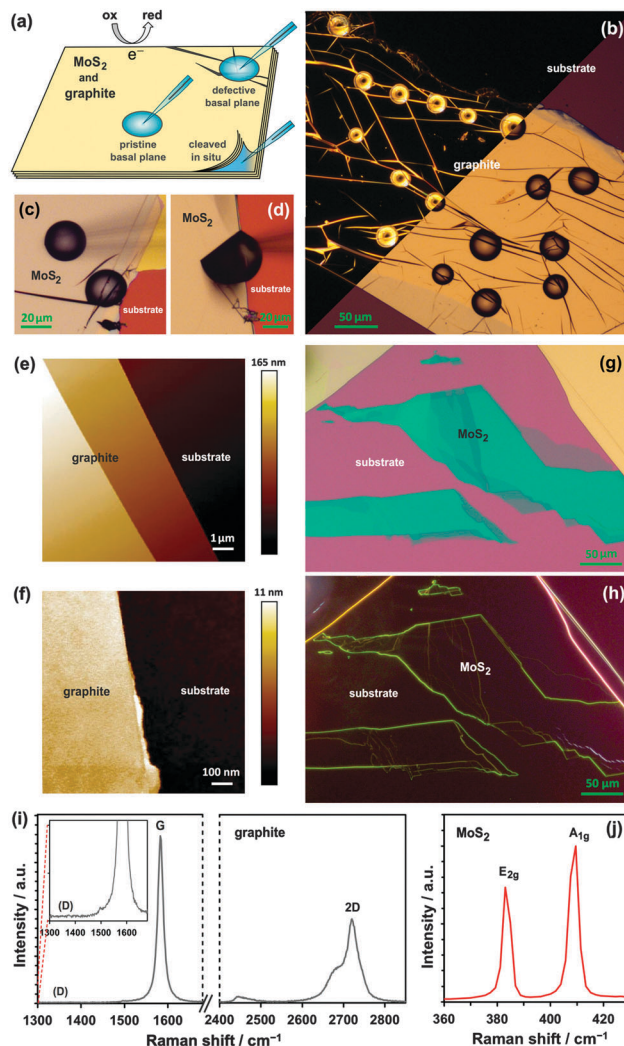 (a)
ox
red
e⁻
MoS₂
and
graphite
defective
basal plane
pristine
basal plane
cleaved
in situ
(b)
substrate
graphite
50 μm
(c)
MoS₂
substrate
20 μm
(d)
MoS₂
substrate
20 μm
(e)
165 nm
graphite
substrate
1 μm
(g)
MoS₂
substrate
50 μm
(f)
11 nm
graphite
substrate
100 nm
(h)
MoS₂
substrate
50 μm
(i)
Intensity / a.u.
G
graphite
2D
(D)
1300 1400 1500 1600
(D)
1300 1400 1500 1600 2400 2500 2600 2700 2800
Raman shift / cm⁻¹
(j)
Intensity / a.u.
MoS₂
A₁g
E₂g
360 380 400 420
Raman shift / cm⁻¹